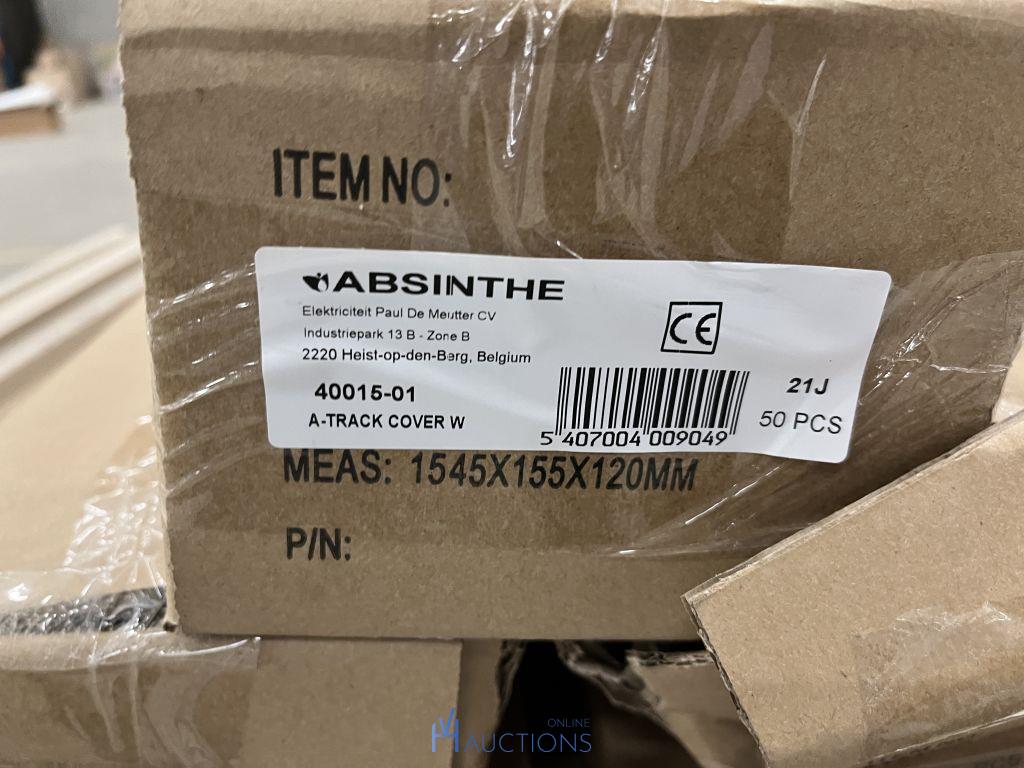 ITEM NO:
ABSINTHE
Elektriciteit Paul De Meutter CV
Industriepark 13 B - Zone B
2220 Heist-op-den-Berg, Belgium
CE
40015-01
A-TRACK COVER W
5 407004 009049
21J
50 PCS
MEAS: 1545X155X120MM
P/N:
ONLINE
AUCTIONS